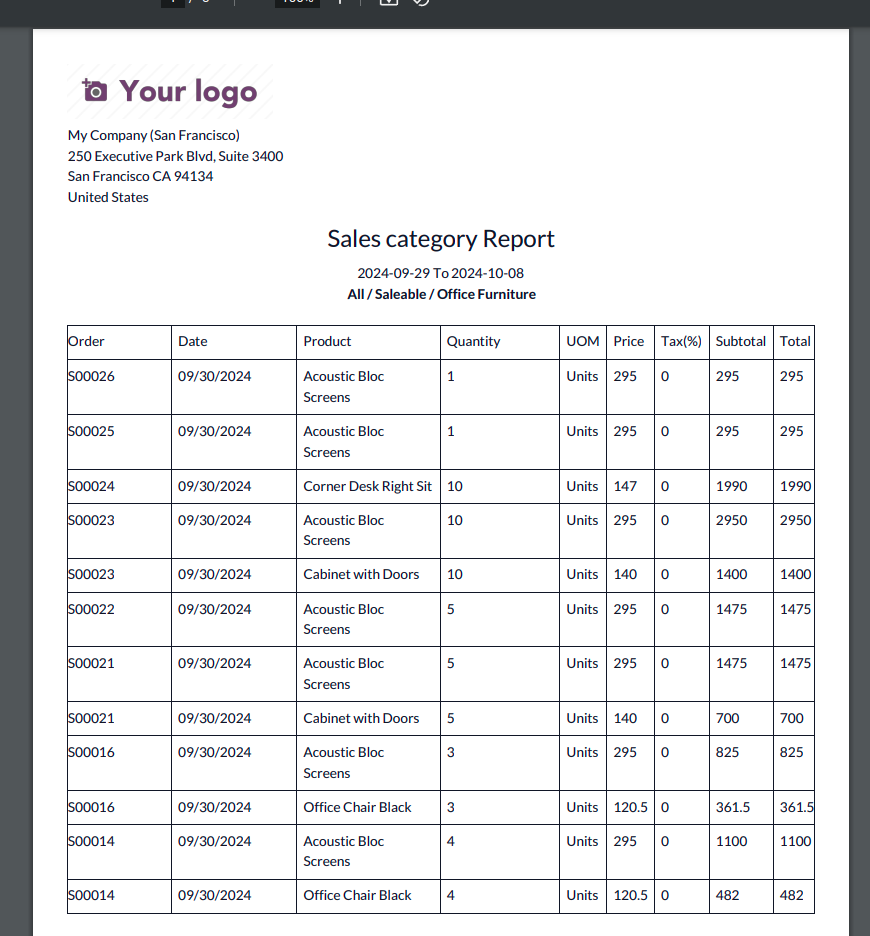 Your logo
My Company (San Francisco)
250 Executive Park Blvd, Suite 3400
San Francisco CA 94134
United States
Sales category Report
2024-09-29 To 2024-10-08
All / Saleable / Office Furniture
Order Date Product Quantity UOM Price Tax(%) Subtotal Total
S00026 09/30/2024 Acoustic Bloc 1 Units 295 0 295 295
Screens
S00025 09/30/2024 Acoustic Bloc 1 Units 295 0 295 295
Screens
S00024 09/30/2024 Corner Desk Right Sit 10 Units 147 0 1990 1990
S00023 09/30/2024 Acoustic Bloc 10 Units 295 0 2950 2950
Screens
S00023 09/30/2024 Cabinet with Doors 10 Units 140 0 1400 1400
S00022 09/30/2024 Acoustic Bloc 5 Units 295 0 1475 1475
Screens
S00021 09/30/2024 Acoustic Bloc 5 Units 295 0 1475 1475
Screens
S00021 09/30/2024 Cabinet with Doors 5 Units 140 0 700 700
S00016 09/30/2024 Acoustic Bloc 3 Units 295 0 825 825
Screens
S00016 09/30/2024 Office Chair Black 3 Units 120.5 0 361.5 361.5
S00014 09/30/2024 Acoustic Bloc 4 Units 295 0 1100 1100
Screens
S00014 09/30/2024 Office Chair Black 4 Units 120.5 0 482 482